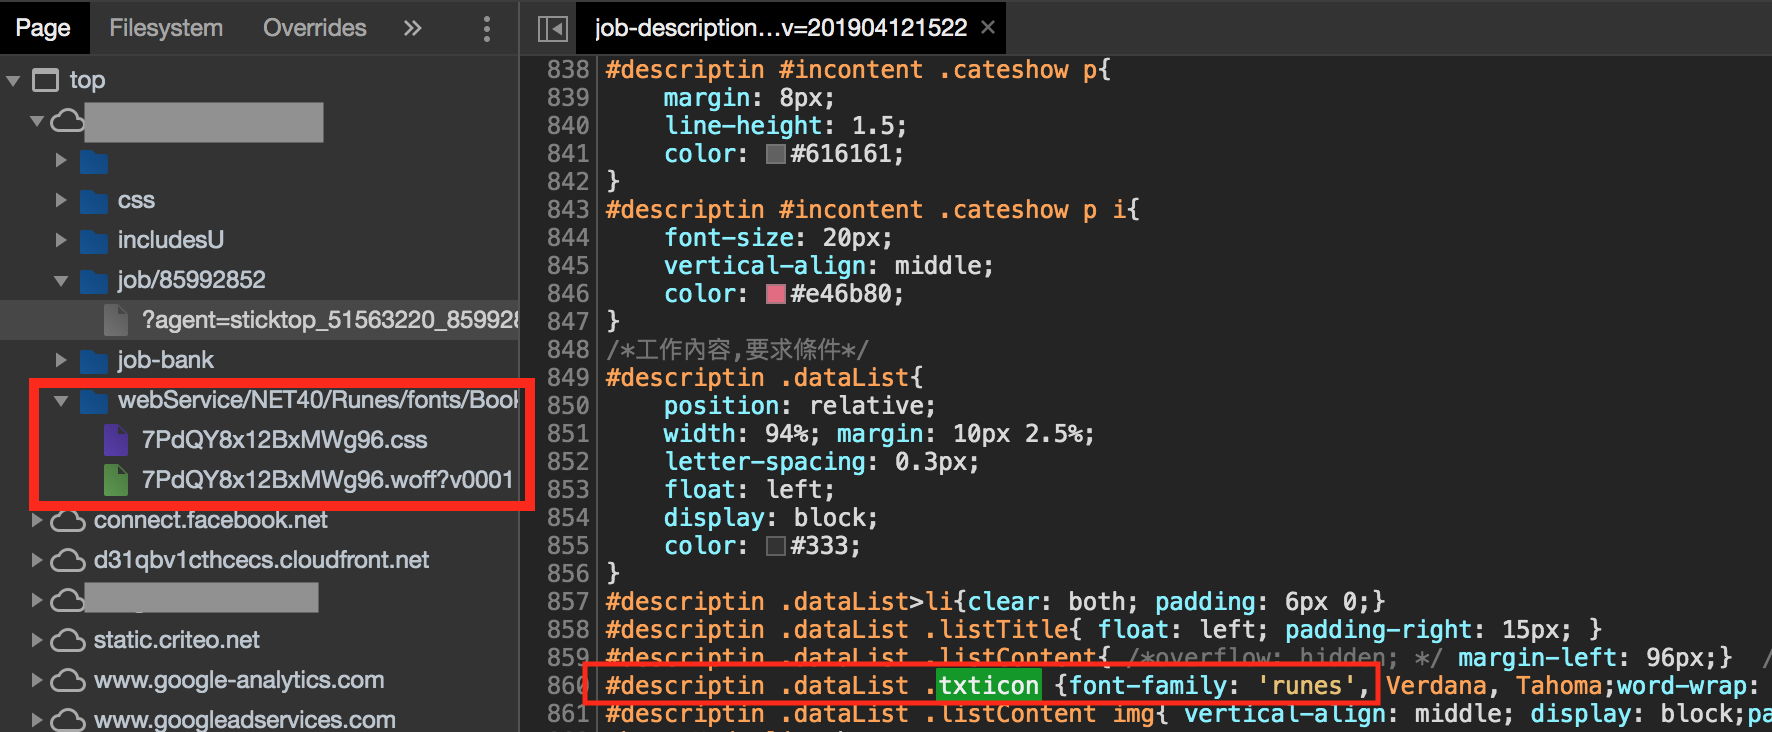 Page Filesystem Overrides »
top
css
includesU
job/85992852
?agent=sticktop_51563220_859928
job-bank
webService/NET40/Runes/fonts/Book
7PdQY8x12BxMWg96.css
7PdQY8x12BxMWg96.woff?v0001
connect.facebook.net
d31qbv1cthcecs.cloudfront.net
static.criteo.net
www.google-analytics.com
www.googleadservices.com
job-description...v=201904121522 ×
838 #descriptin #incontent .cateshow p{
839 margin: 8px;
840 line-height: 1.5;
841 color: #616161;
842 }
843 #descriptin #incontent .cateshow p i{
844 font-size: 20px;
845 vertical-align: middle;
846 color: #e46b80;
847 }
848 /*工作內容,要求條件*/
849 #descriptin .dataList{
850 position: relative;
851 width: 94%; margin: 10px 2.5%;
852 letter-spacing: 0.3px;
853 float: left;
854 display: block;
855 color: #333;
856 }
857 #descriptin .dataList>li{clear: both; padding: 6px 0;}
858 #descriptin .dataList .listTitle{ float: left; padding-right: 15px; }
859 #descriptin .dataList .listContent{ /*overflow: hidden; */ margin-left: 96px;} /
860 #descriptin .dataList .txticon {font-family: 'runes', Verdana, Tahoma;word-wrap:
861 #descriptin .dataList .listContent img{ vertical-align: middle; display: block;pa